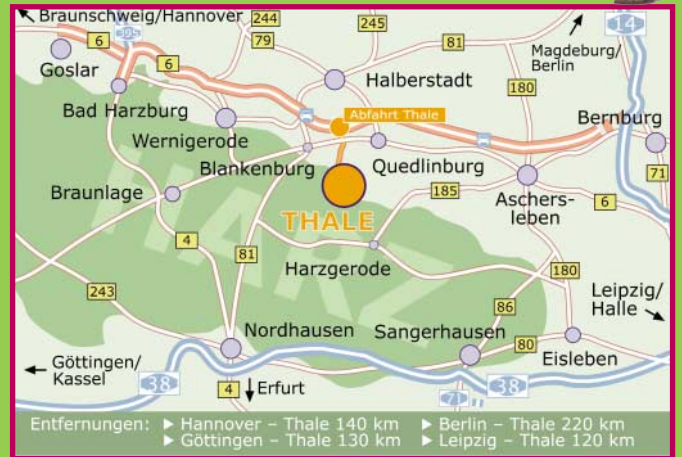 Braunschweig/Hannover
244
245
14
395
6
79
81
Magdeburg/
Berlin
Goslar
6
Halberstadt
180
Bad Harzburg
Abfahrt Thale
Bernburg
Wernigerode
Blankenburg
Quedlinburg
71
Braunlage
185
Aschers-
leben
6
THALE
HARZ
4
81
Harzgerode
180
243
86
Leipzig/
Halle
Nordhausen
Sangerhausen
80
Eisleben
Göttingen/
Kassel
38
4
Erfurt
71
38
Entfernungen: ▶ Hannover – Thale 140 km ▶ Berlin – Thale 220 km
▶ Göttingen – Thale 130 km ▶ Leipzig – Thale 120 km